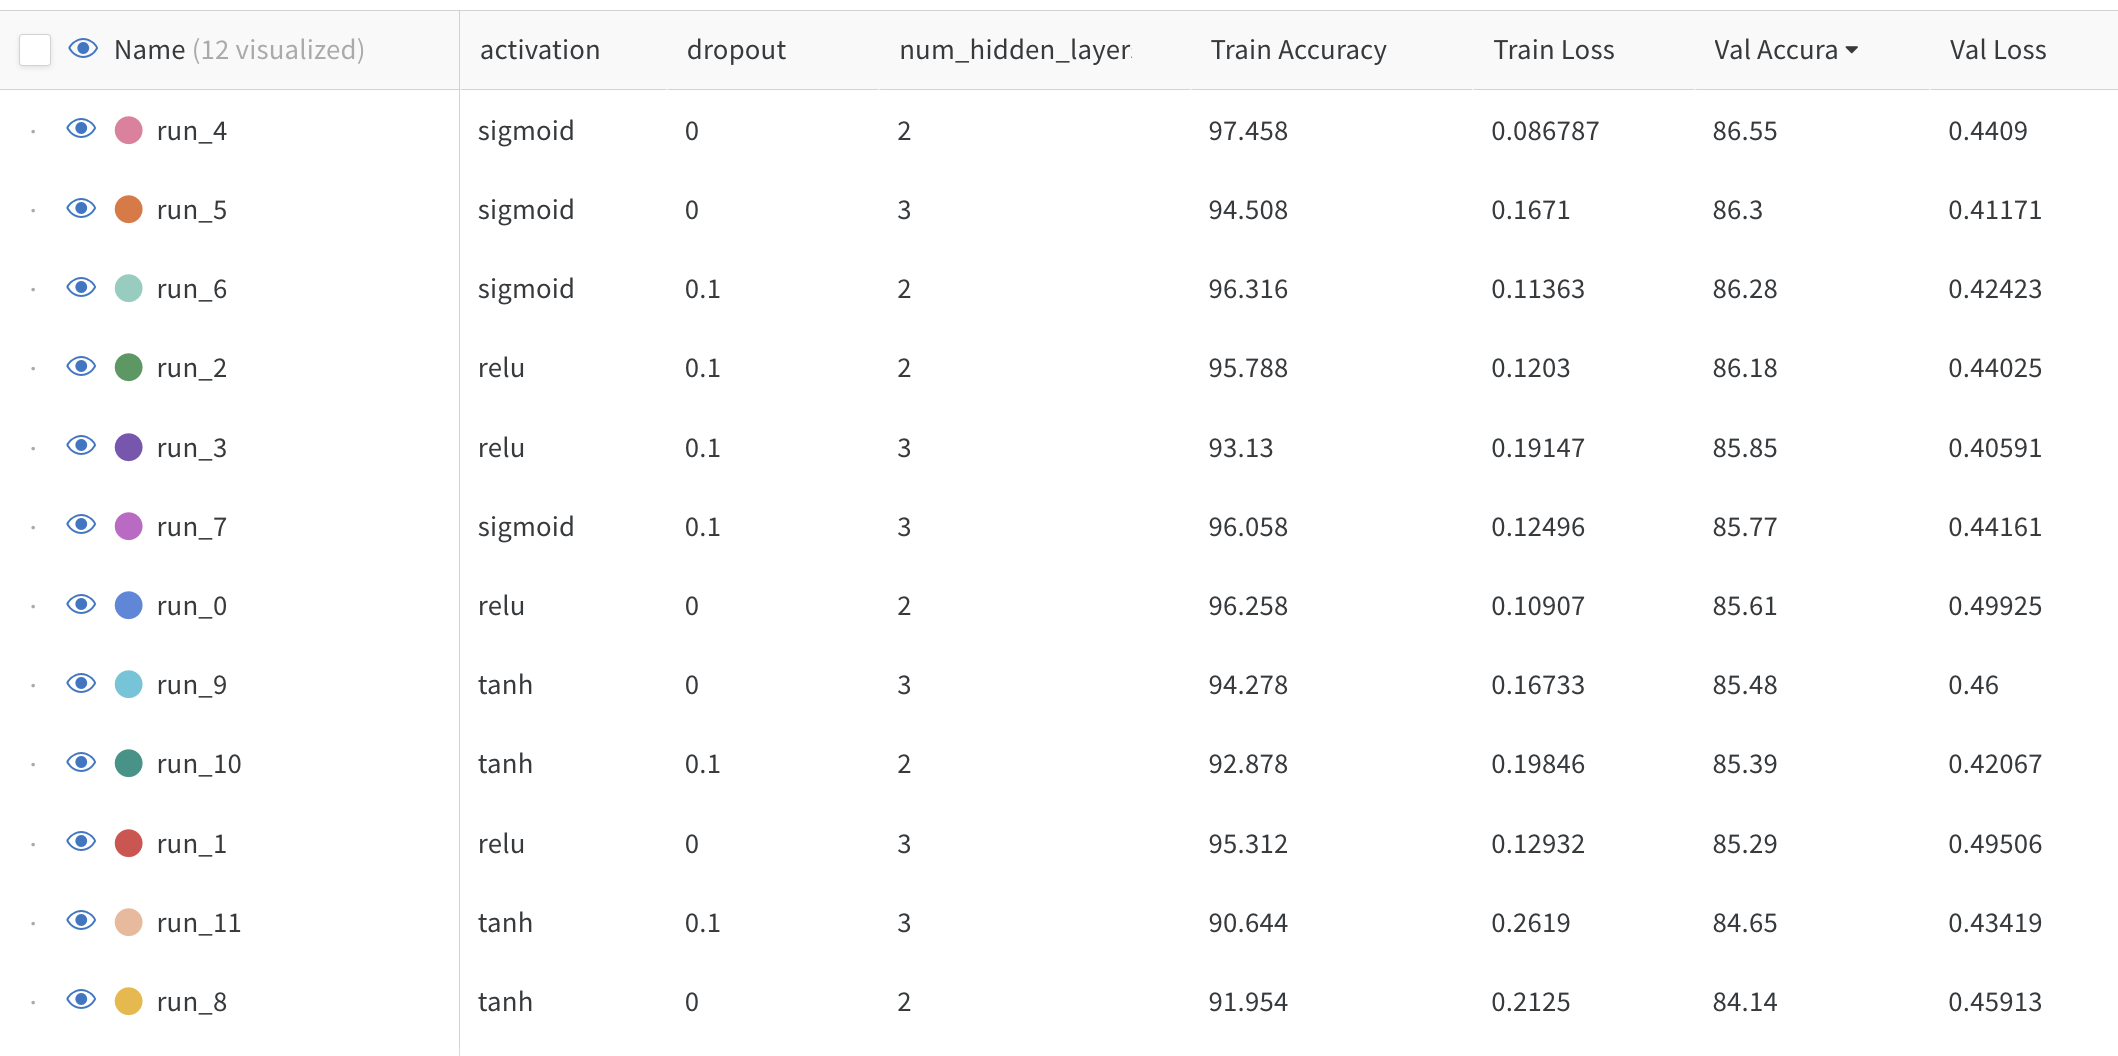 Name (12 visualized) activation dropout num_hidden_layer Train Accuracy Train Loss Val Accura Val Loss
run_4 sigmoid 0 2 97.458 0.086787 86.55 0.4409
run_5 sigmoid 0 3 94.508 0.1671 86.3 0.41171
run_6 sigmoid 0.1 2 96.316 0.11363 86.28 0.42423
run_2 relu 0.1 2 95.788 0.1203 86.18 0.44025
run_3 relu 0.1 3 93.13 0.19147 85.85 0.40591
run_7 sigmoid 0.1 3 96.058 0.12496 85.77 0.44161
run_0 relu 0 2 96.258 0.10907 85.61 0.49925
run_9 tanh 0 3 94.278 0.16733 85.48 0.46
run_10 tanh 0.1 2 92.878 0.19846 85.39 0.42067
run_1 relu 0 3 95.312 0.12932 85.29 0.49506
run_11 tanh 0.1 3 90.644 0.2619 84.65 0.43419
run_8 tanh 0 2 91.954 0.2125 84.14 0.45913